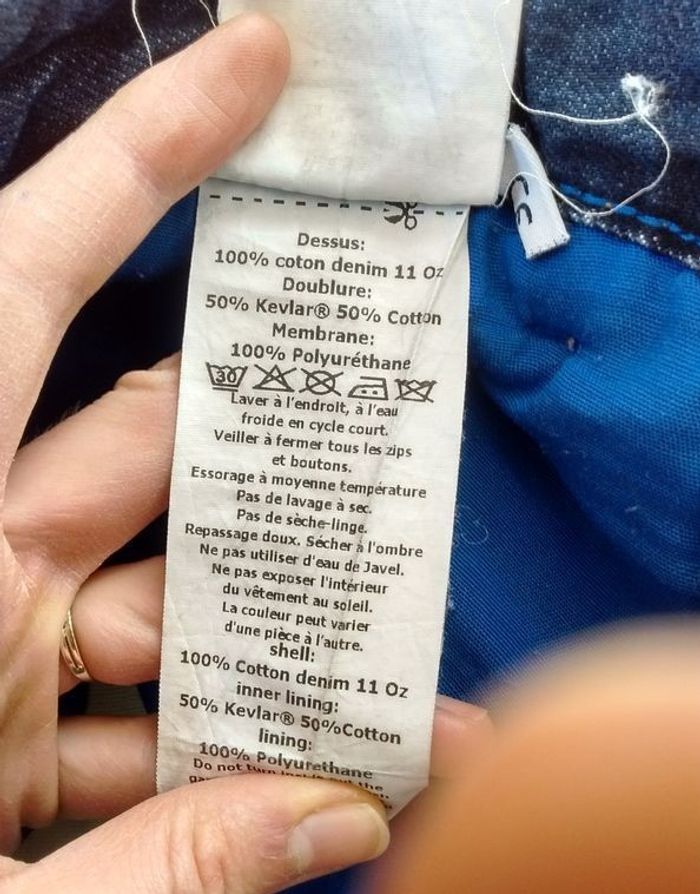 Dessus:
100% coton denim 11 Oz
Doublure:
50% Kevlar® 50% Cotton
Membrane:
100% Polyuréthane
30
Laver à l'endroit, à l'eau
froide en cycle court.
Veiller à fermer tous les zips
et boutons.
Essorage à moyenne température
Pas de lavage à sec.
Pas de sèche-linge.
Repassage doux. Sécher à l'ombre
Ne pas utiliser d'eau de Javel.
Ne pas exposer l'intérieur
du vêtement au soleil.
La couleur peut varier
d'une pièce à l'autre.
shell:
100% Cotton denim 11 Oz
inner lining:
50% Kevlar® 50%Cotton
lining:
100% Polyurethane
Do not turn the